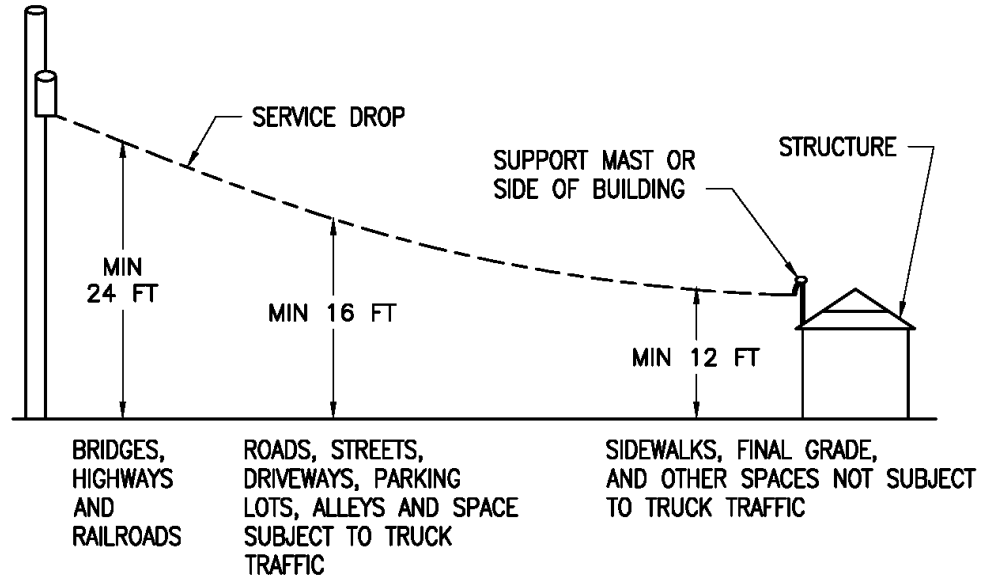 SERVICE DROP
SUPPORT MAST OR
SIDE OF BUILDING
STRUCTURE
MIN
24 FT
MIN 16 FT
MIN 12 FT
BRIDGES,
HIGHWAYS
AND
RAILROADS
ROADS, STREETS,
DRIVEWAYS, PARKING
LOTS, ALLEYS AND SPACE
SUBJECT TO TRUCK
TRAFFIC
SIDEWALKS, FINAL GRADE,
AND OTHER SPACES NOT SUBJECT
TO TRUCK TRAFFIC